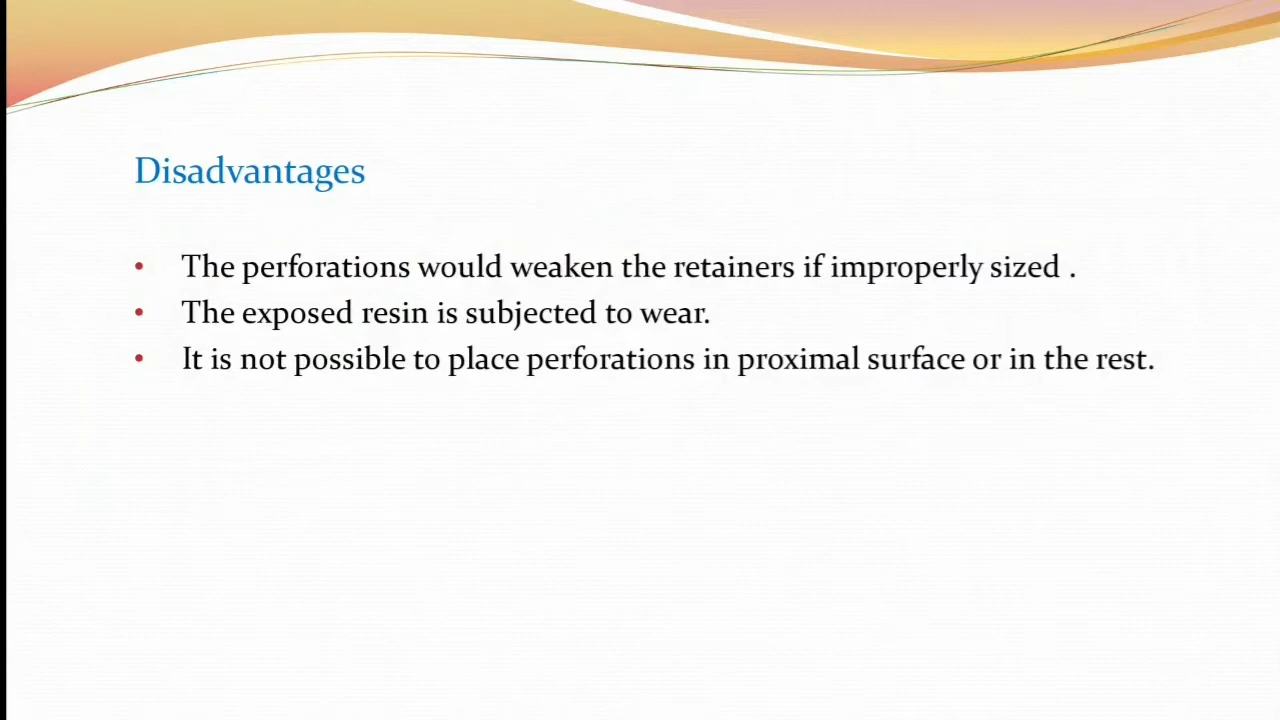 Disadvantages
• The perforations would weaken the retainers if improperly sized .
• The exposed resin is subjected to wear.
• It is not possible to place perforations in proximal surface or in the rest.